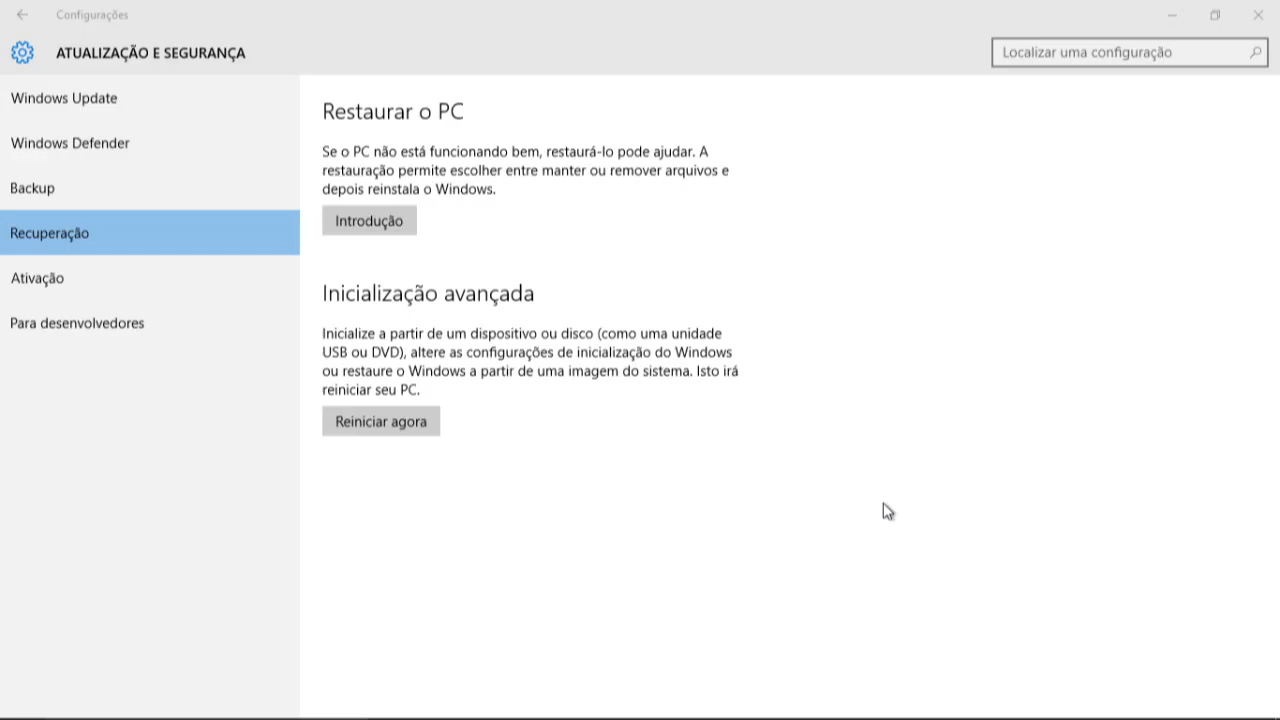 Configurações
ATUALIZAÇÃO E SEGURANÇA
Localizar uma configuração
Windows Update
Windows Defender
Backup
Recuperação
Ativação
Para desenvolvedores
Restaurar o PC
Se o PC não está funcionando bem, restaurá-lo pode ajudar. A
restauração permite escolher entre manter ou remover arquivos e
depois reinstala o Windows.
Introdução
Inicialização avançada
Inicialize a partir de um dispositivo ou disco (como uma unidade
USB ou DVD), altere as configurações de inicialização do Windows
ou restaure o Windows a partir de uma imagem do sistema. Isto irá
reiniciar seu PC.
Reiniciar agora